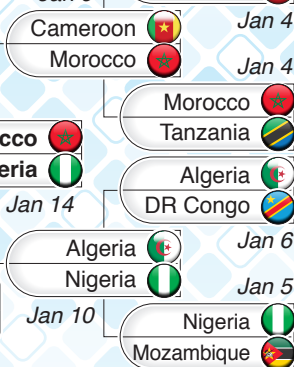 Jan 4
Cameroon
Morocco
Jan 4
Morocco
Tanzania
Algeria
DR Congo
Jan 14
Jan 6
Algeria
Nigeria
Jan 5
Jan 10
Nigeria
Mozambique